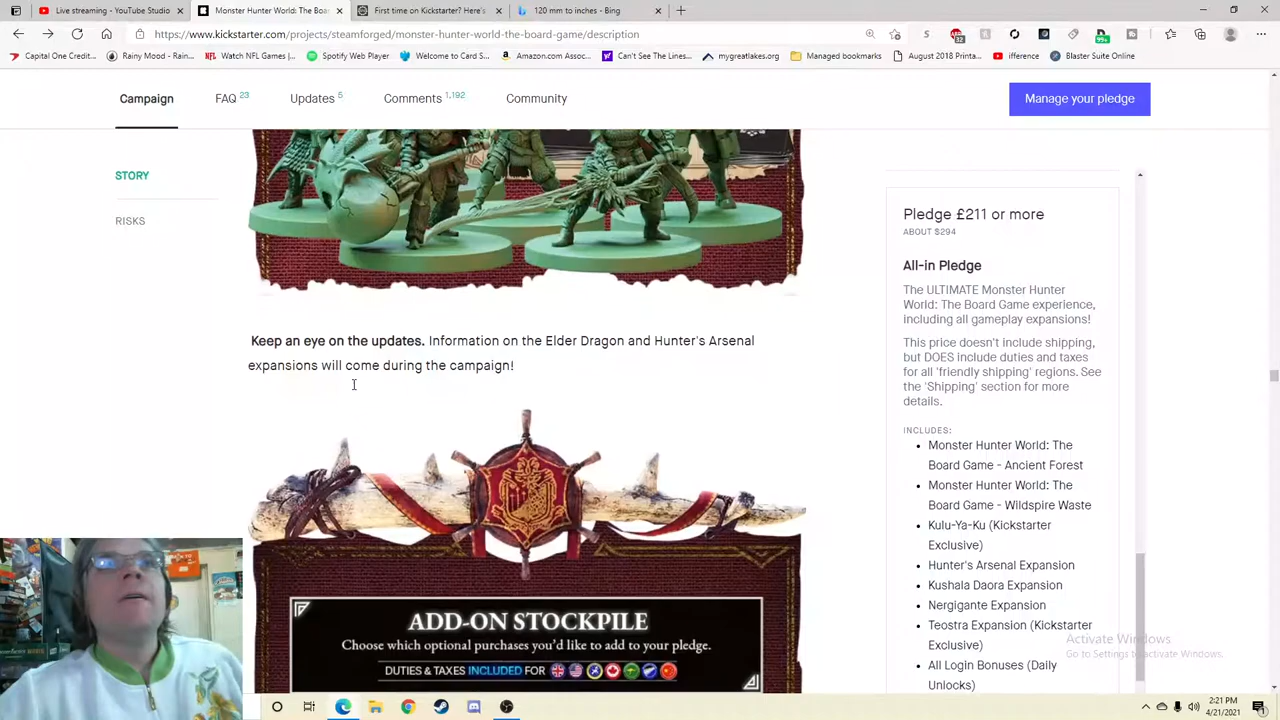 Live streaming - YouTube Studio
Monster Hunter World: The Boa
First time on Kickstarter? Here's
120 mm to inches - Bing
https://www.kickstarter.com/projects/steamforged/monster-hunter-world-the-board-game/description
Capital One Credit...
Mood - Rain...
Watch NFL Games |...
Spotify Web Player
Welcome to Card S...
Amazon.com Assoc...
Can't See The Lines...
mygreatlakes.org
Managed bookmarks
August 2018 Printa...
ifference
Blaster Suite Online
Campaign
FAQ 23
Updates 5
Comments 1,192
Community
Manage your pledge
STORY
RISKS
Keep an eye on the updates. Information on the Elder Dragon and Hunter's Arsenal
expansions will come during the campaign!
ADD-ON STOCKPILE
Choose which optional purchases you'd like to add to your pledge.
DUTIES & TAXES INCLUDED FOR
Pledge £211 or more
ABOUT $294
All-in Pledge
The ULTIMATE Monster Hunter
World: The Board Game experience,
including all gameplay expansions!
This price doesn't include shipping,
but DOES include duties and taxes
for all 'friendly shipping' regions. See
the 'Shipping' section for more
details.
INCLUDES:
Monster Hunter World: The
Board Game - Ancient Forest
Monster Hunter World: The
Board Game - Wildspire Waste
Kulu-Ya-Ku (Kickstarter
Exclusive)
Hunter's Arsenal Expansion
Kushala Daora Expansion
Nergigante Expansion
Teostra Expansion (Kickstarter
Exclusive)
All Login Bonuses (Daily
Unlocks)
Activate Windows
Go to Settings to activate Windows.
2:21 PM
4/21/2021